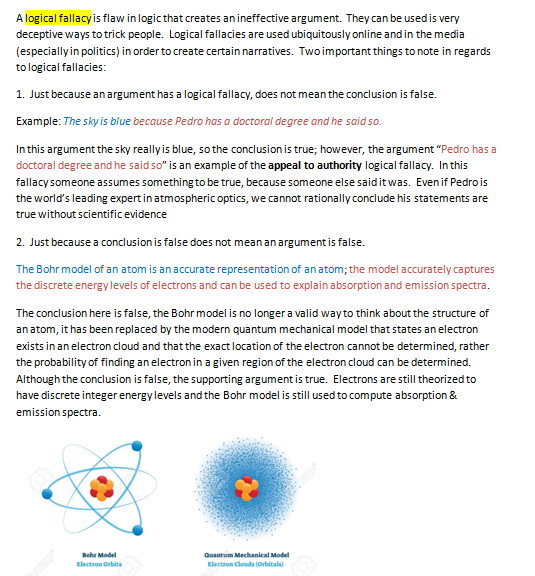 A logical fallacy is flaw in logic that creates an ineffective argument.  They can be used is very
deceptive ways to trick people.  Logical fallacies are used ubiquitously online and in the media
(especially in politics) in order to create certain narratives.  Two important things to note in regards
to logical fallacies:
1.  Just because an argument has a logical fallacy, does not mean the conclusion is false.
Example: The sky is blue because Pedro has a doctoral degree and he said so.
In this argument the sky really is blue, so the conclusion is true; however, the argument “Pedro has a
doctoral degree and he said so” is an example of the appeal to authority logical fallacy.  In this
fallacy someone assumes something to be true, because someone else said it was.  Even if Pedro is
the world’s leading expert in atmospheric optics, we cannot rationally conclude his statements are
true without scientific evidence
2.  Just because a conclusion is false does not mean an argument is false.
The Bohr model of an atom is an accurate representation of an atom; the model accurately captures
the discrete energy levels of electrons and can be used to explain absorption and emission spectra.
The conclusion here is false, the Bohr model is no longer a valid way to think about the structure of
an atom, it has been replaced by the modern quantum mechanical model that states an electron
exists in an electron cloud and that the exact location of the electron cannot be determined, rather
the probability of finding an electron in a given region of the electron cloud can be determined.
Although the conclusion is false, the supporting argument is true.  Electrons are still theorized to
have discrete integer energy levels and the Bohr model is still used to compute absorption &
emission spectra.
Bohr Model
Electron Orbits
Quantum Mechanical Model
Electron Clouds (Orbitals)